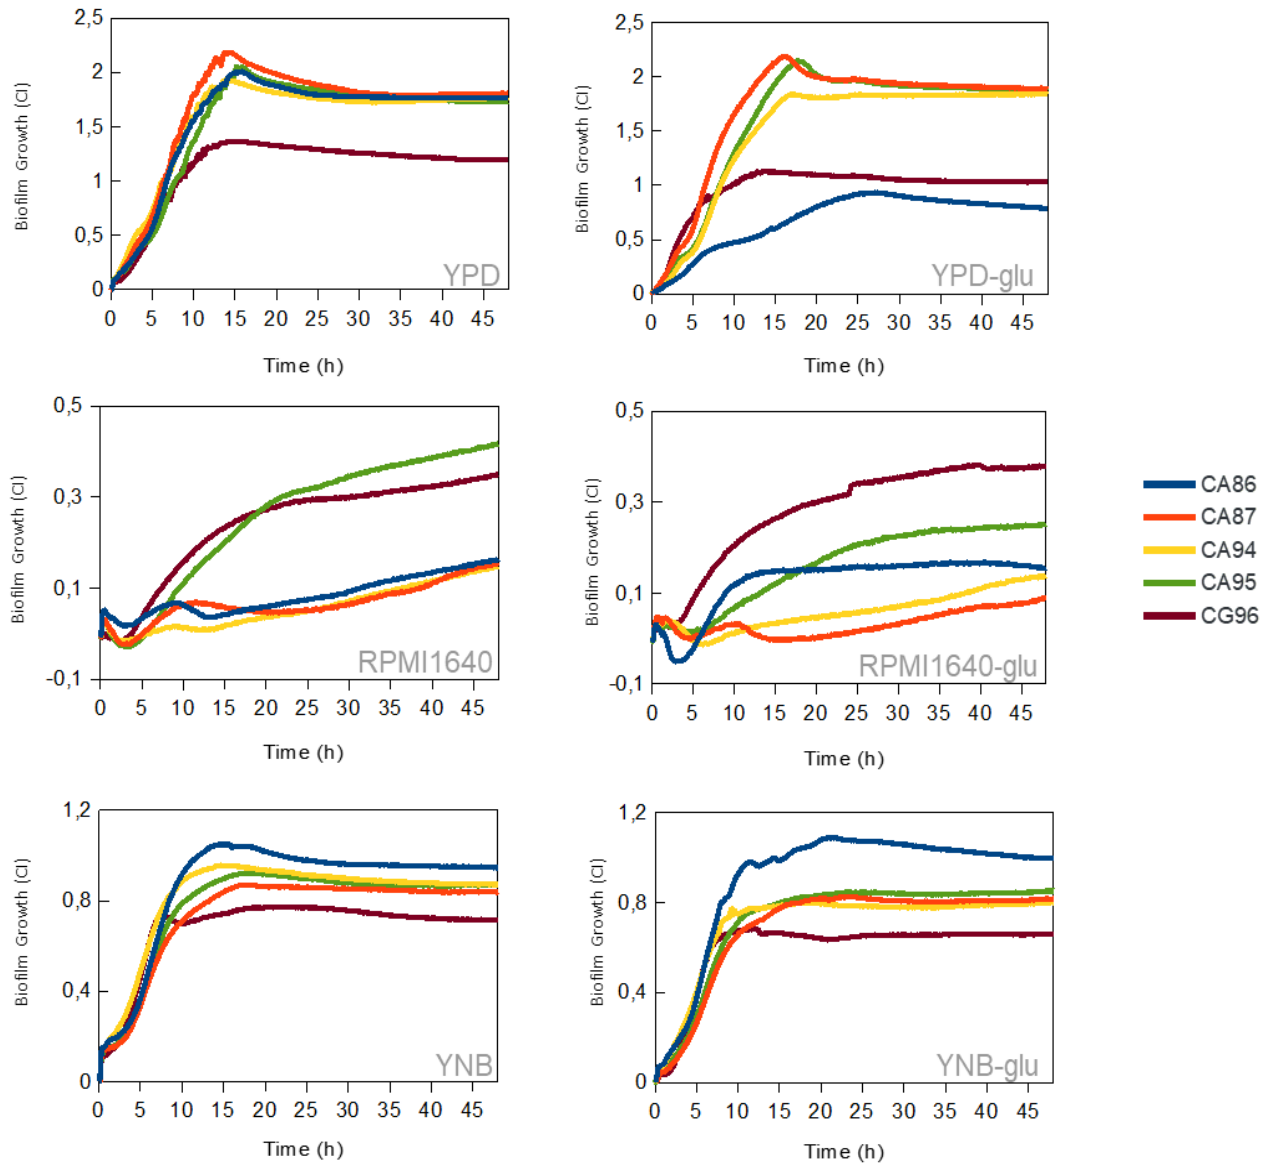 2,5
2
1,5
1
0,5
0
Biofilm Growth (CI)
YPD
0 5 10 15 20 25 30 35 40 45
Time (h)
2,5
2
1,5
1
0,5
0
Biofilm Growth (CI)
YPD-glu
0 5 10 15 20 25 30 35 40 45
Time (h)
0,5
0,3
0,1
-0,1
Biofilm Growth (CI)
RPMI1640
0 5 10 15 20 25 30 35 40 45
Time (h)
0,5
0,3
0,1
-0,1
Biofilm Growth (CI)
RPMI1640-glu
0 5 10 15 20 25 30 35 40 45
Time (h)
CA86
CA87
CA94
CA95
CG96
1,2
0,8
0,4
0
Biofilm Growth (CI)
YNB
0 5 10 15 20 25 30 35 40 45
Time (h)
1,2
0,8
0,4
0
Biofilm Growth (CI)
YNB-glu
0 5 10 15 20 25 30 35 40 45
Time (h)